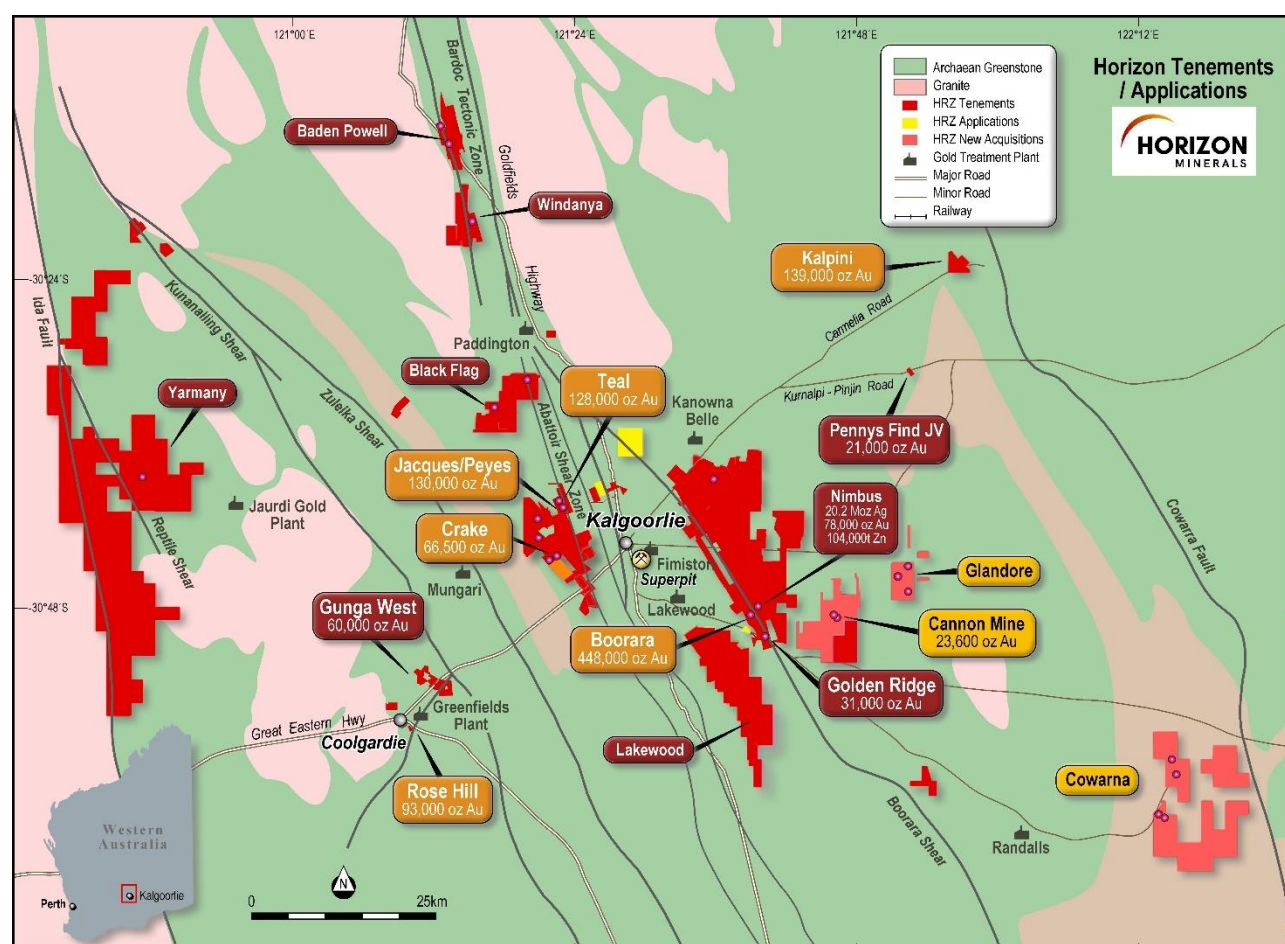 121°00´E
121°24´E
121°48´E
122°12´E
Horizon Tenements
/ Applications
HORIZON
MINERALS
Archaean Greenstone
Granite
HRZ Tenements
HRZ Applications
HRZ New Acquisitions
Gold Treatment Plant
Major Road
Minor Road
Railway
Bardoc Tectonic Zone
Goldfields
Highway
Baden Powell
Windanya
Kalpini
139,000 oz Au
-30°24´S
Ida Fault
Kunanalling Shear
Carmelia Road
Paddington
Black Flag
Teal
128,000 oz Au
Kurnalpi - Pinjin Road
Yarmany
Zuleika Shear
Abattoir Shear Zone
Kanowna
Belle
Pennys Find JV
21,000 oz Au
Jacques/Peyes
130,000 oz Au
Nimbus
20.2 Moz Ag
78,000 oz Au
104,000t Zn
Jaurdi Gold
Plant
Reptile Shear
Crake
66,500 oz Au
Kalgoorlie
Cowarra Fault
Fimiston
Superpit
Glandore
Mungari
-30°48´S
Lakewood
Gunga West
60,000 oz Au
Boorara
448,000 oz Au
Cannon Mine
23,600 oz Au
Golden Ridge
31,000 oz Au
Greenfields
Plant
Great Eastern Hwy
Coolgardie
Lakewood
Rose Hill
93,000 oz Au
Boorara Shear
Cowarna
Randalls
Western
Australia
Perth
Kalgoorlie
N
0
25km